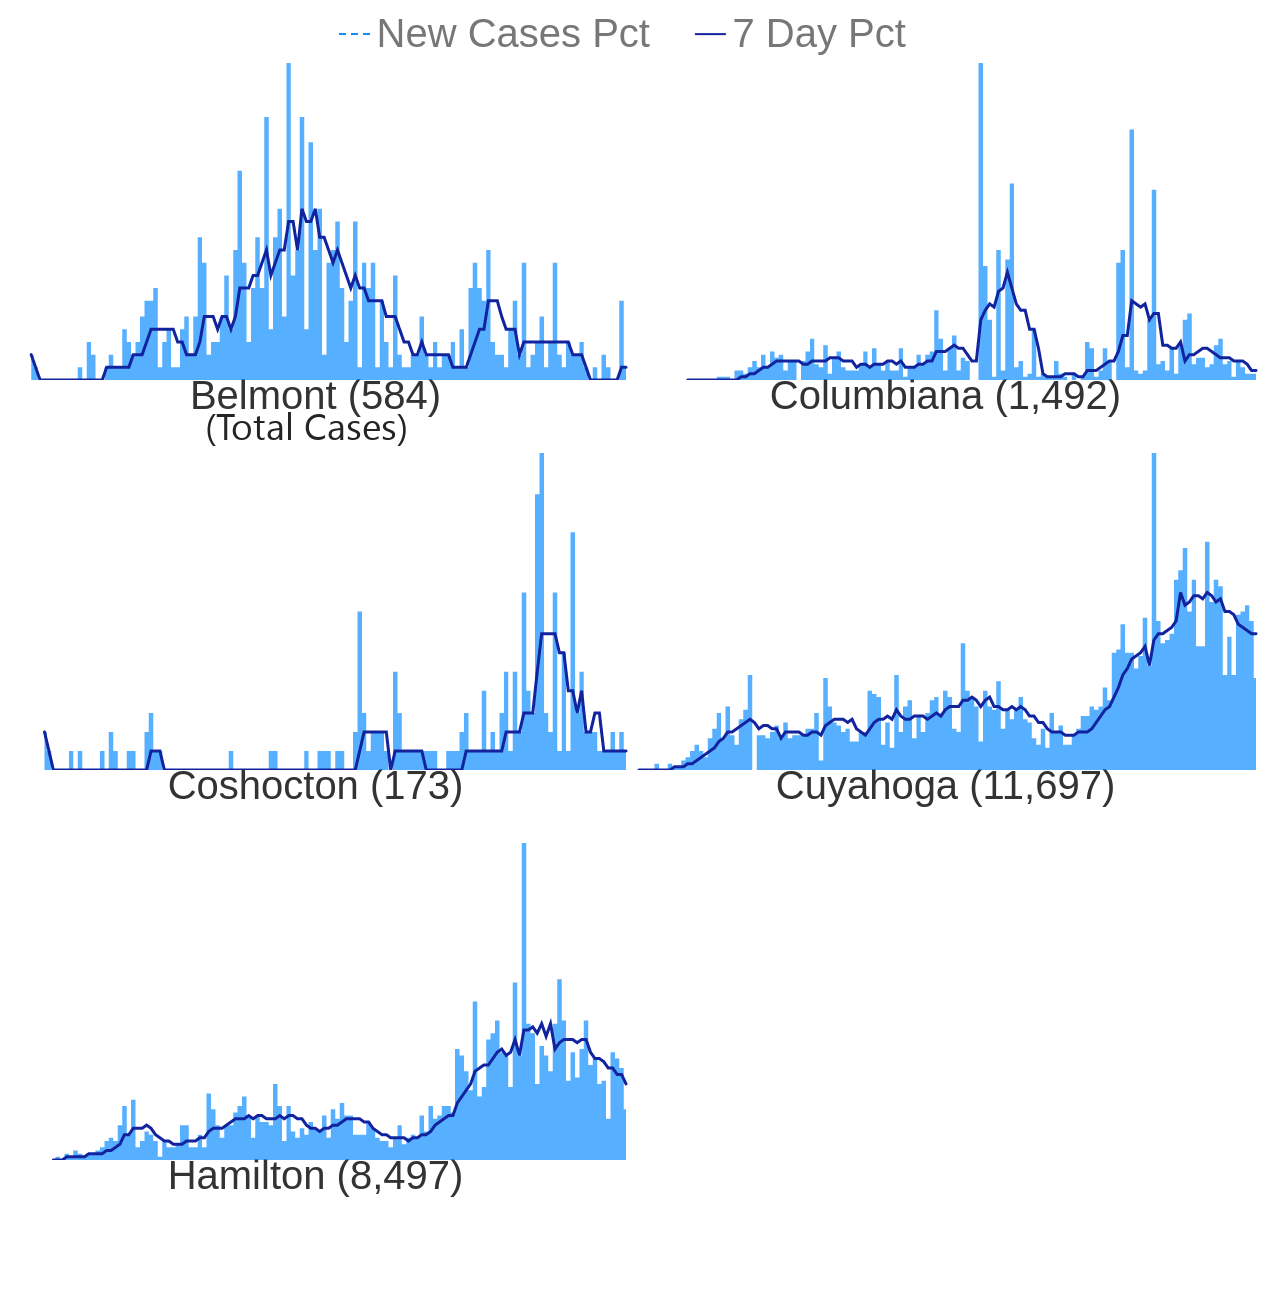 New Cases Pct 7 Day Pct
Belmont (584) Columbiana (1,492)
(Total Cases)
Coshocton (173) Cuyahoga (11,697)
Hamilton (8,497)